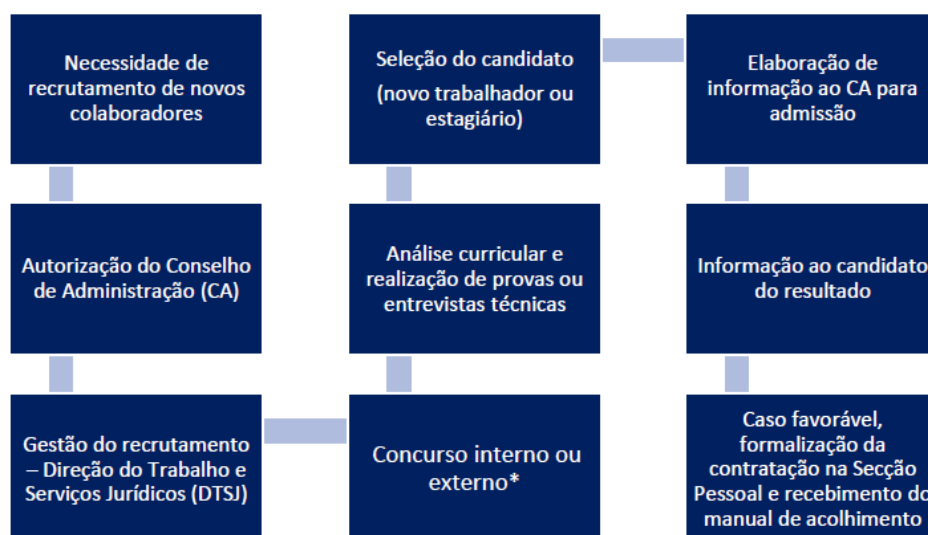 Necessidade de
recrutamento de novos
colaboradores
Autorização do Conselho
de Administração (CA)
Gestão do recrutamento
– Direção do Trabalho e
Serviços Jurídicos (DTSJ)
Concurso interno ou
externo*
Análise curricular e
realização de provas ou
entrevistas técnicas
Seleção do candidato
(novo trabalhador ou
estagiário)
Elaboração de
informação ao CA para
admissão
Informação ao candidato
do resultado
Caso favorável,
formalização da
contratação na Secção
Pessoal e recebimento do
manual de acolhimento